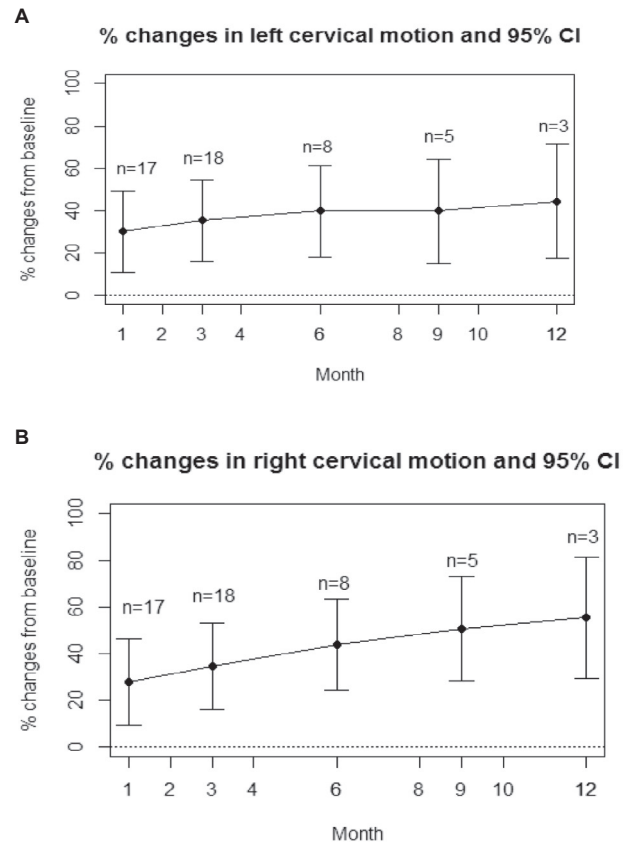 A
% changes in left cervical motion and 95% CI
% changes from baseline
100
80
60
40
20
0
n=17
n=18
n=8
n=5
n=3
1 2 3 4 6 8 9 10 12
Month
B
% changes in right cervical motion and 95% CI
% changes from baseline
100
80
60
40
20
0
n=17
n=18
n=8
n=5
n=3
1 2 3 4 6 8 9 10 12
Month